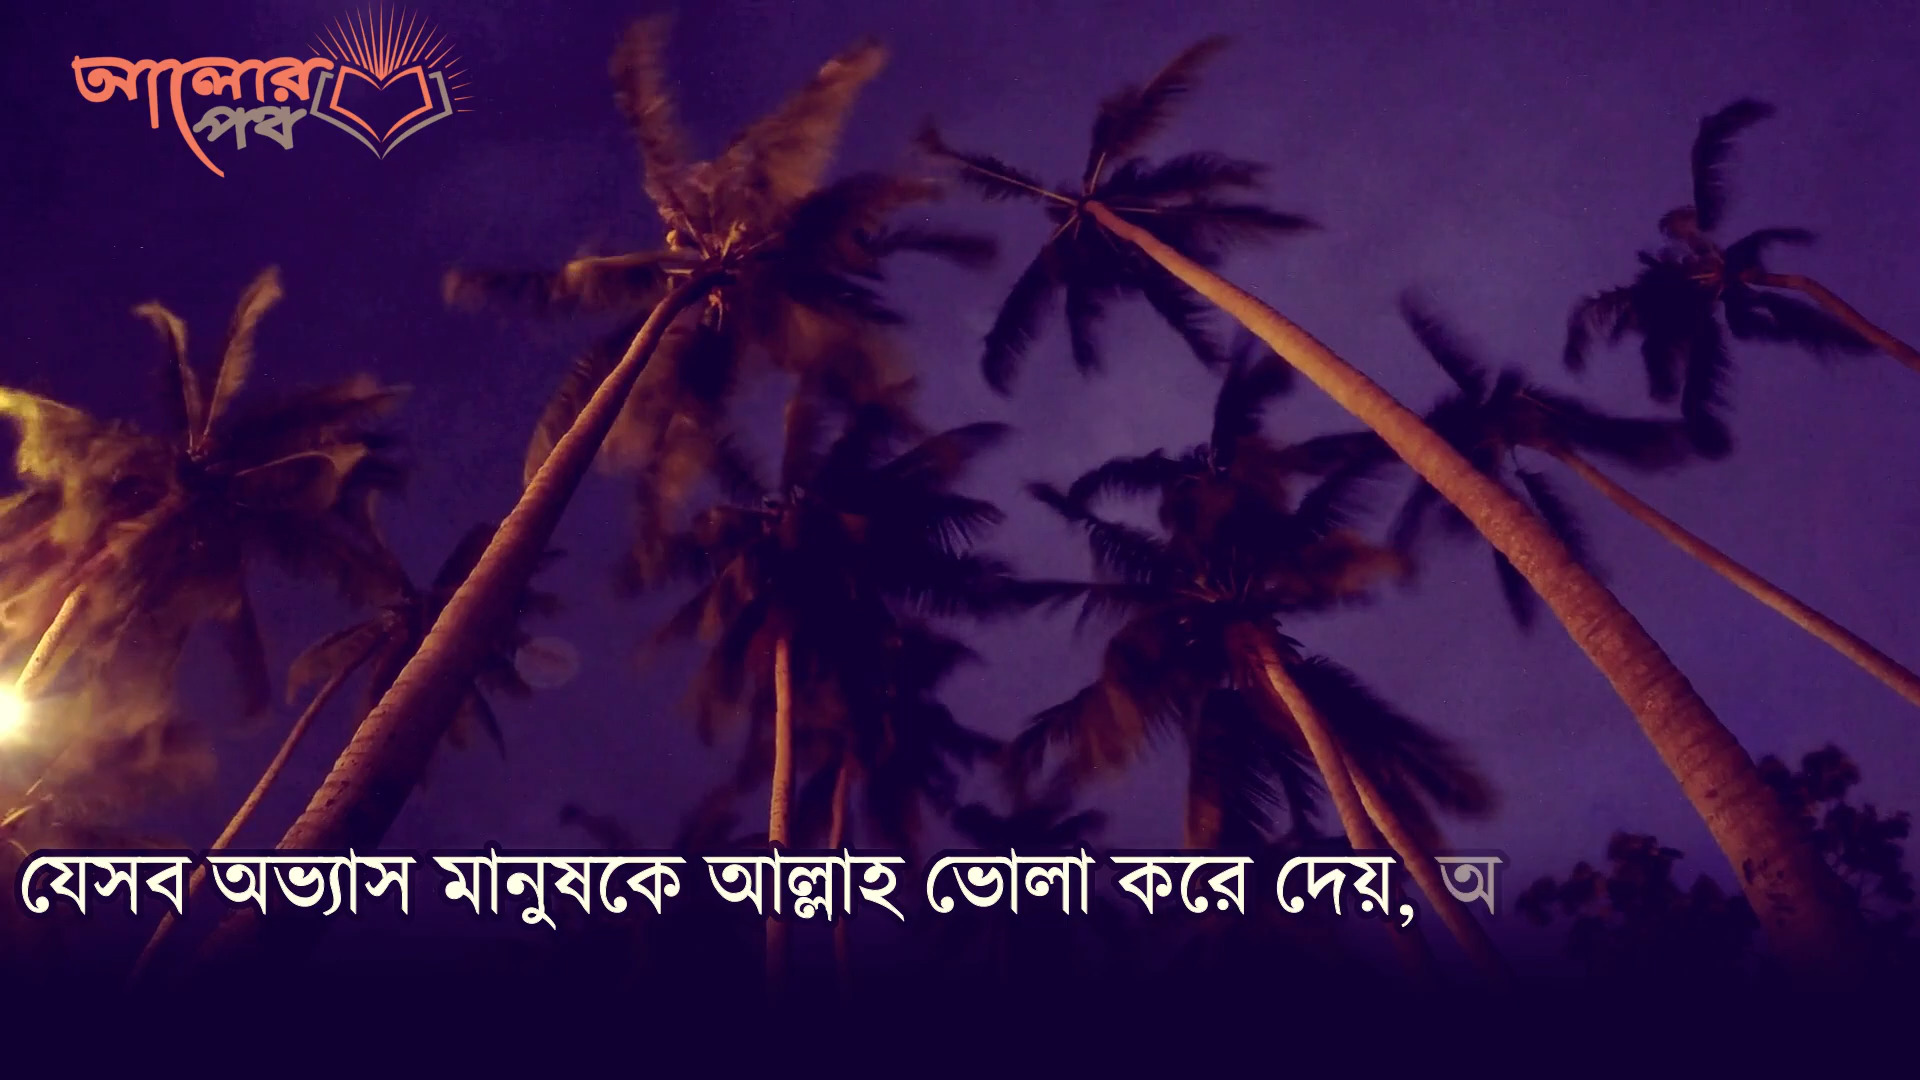 আলোর
পথ
যেসব অভ্যাস মানুষকে আল্লাহ ভোলা করে দেয়, অ